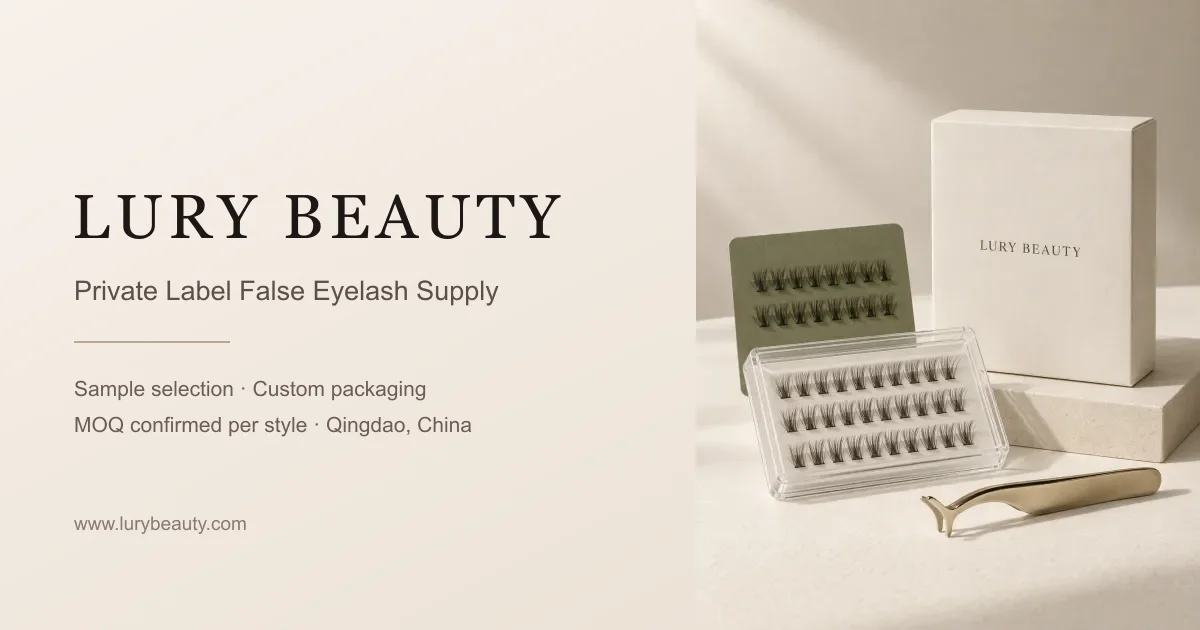 LURY BEAUTY
Private Label False Eyelash Supply
Sample selection · Custom packaging
MOQ confirmed per style · Qingdao, China
www.lurybeauty.com
LURY BEAUTY